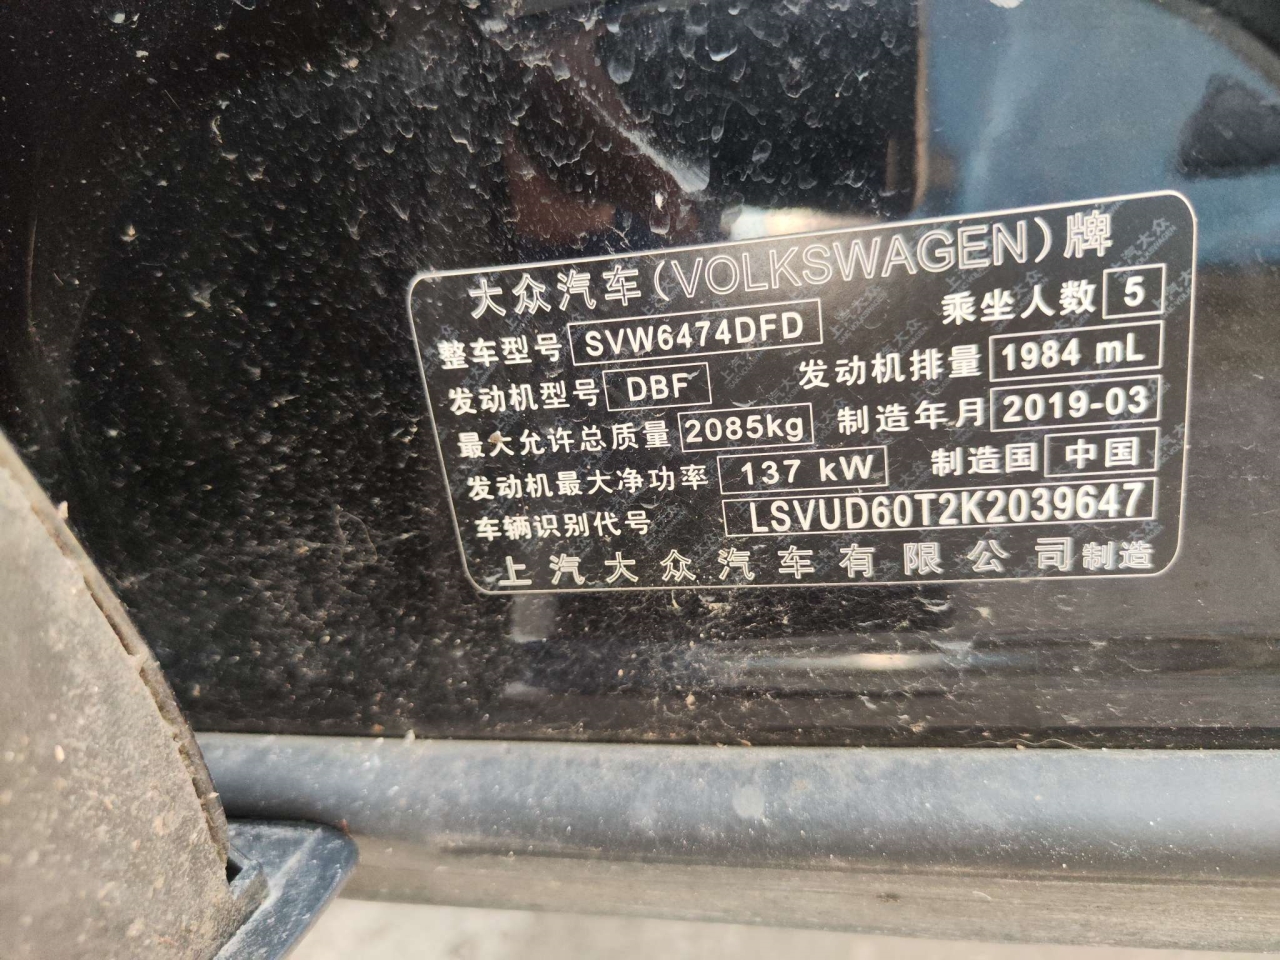 大众汽车(VOLKSWAGEN)牌
整车型号 SVW6474DFD 乘坐人数 5
发动机型号 DBF 发动机排量 1984 mL
最大允许总质量 2085kg 制造年月 2019-03
发动机最大净功率 137 kW 制造国 中国
车辆识别代号 LSVUD60T2K2039647
上汽大众汽车有限公司制造